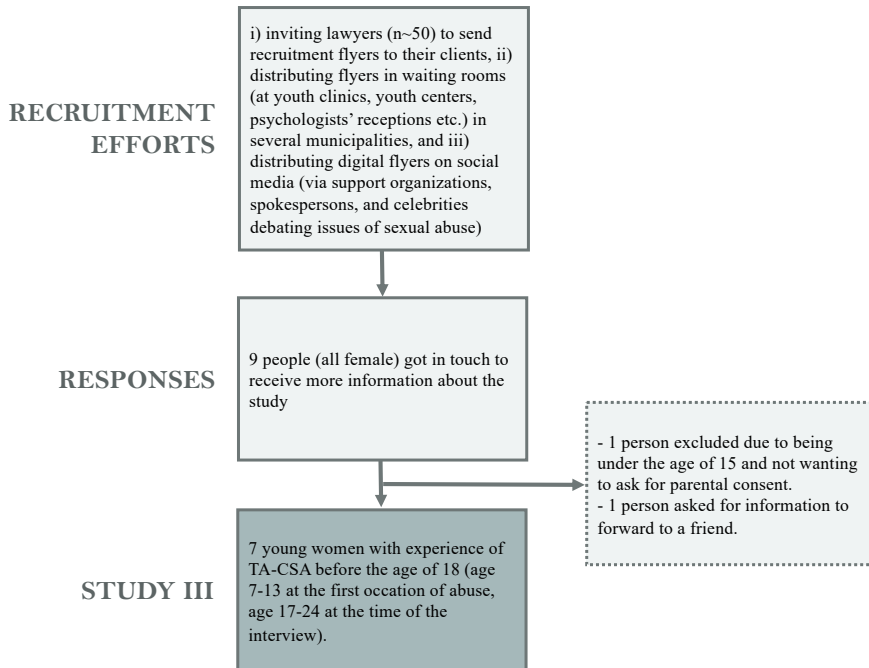 RECRUITMENT
EFFORTS
i) inviting lawyers (n~50) to send
recruitment flyers to their clients, ii)
distributing flyers in waiting rooms
(at youth clinics, youth centers,
psychologists’ receptions etc.) in
several municipalities, and iii)
distributing digital flyers on social
media (via support organizations,
spokespersons, and celebrities
debating issues of sexual abuse)
RESPONSES
9 people (all female) got in touch to
receive more information about the
study
- 1 person excluded due to being
under the age of 15 and not wanting
to ask for parental consent.
- 1 person asked for information to
forward to a friend.
STUDY III
7 young women with experience of
TA-CSA before the age of 18 (age
7-13 at the first occation of abuse,
age 17-24 at the time of the
interview).